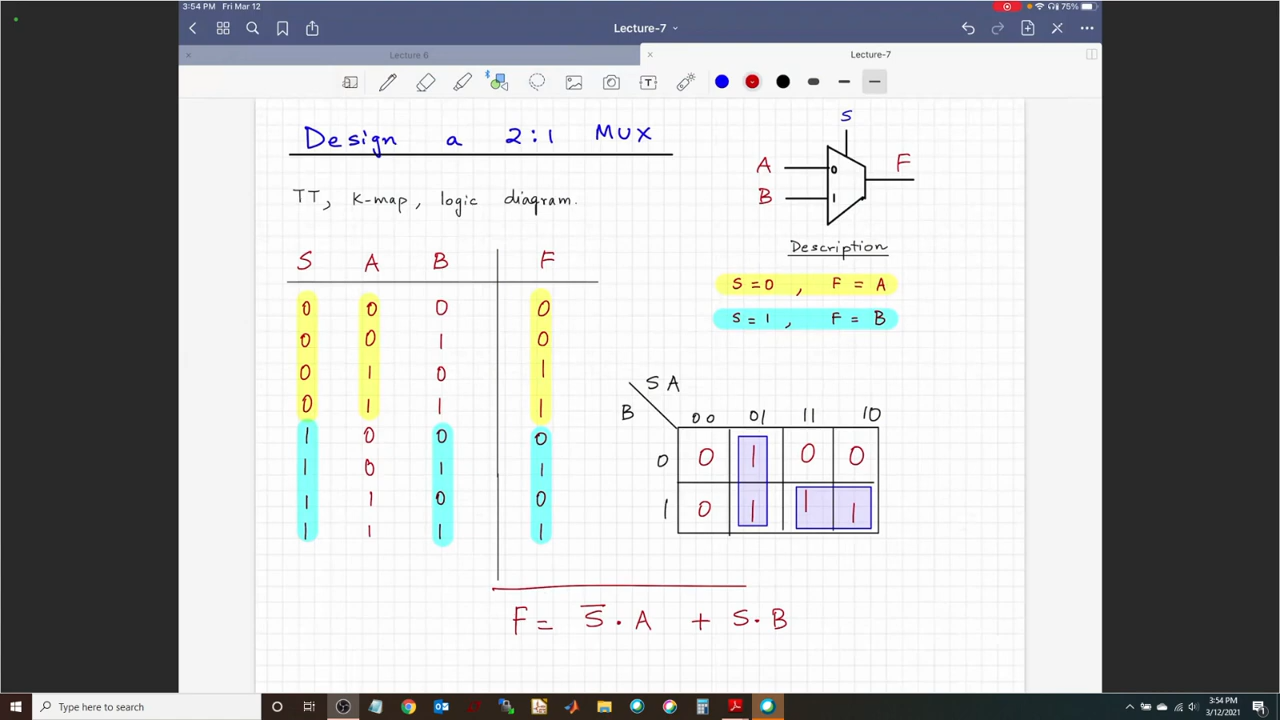 3:54 PM Fri Mar 12
75%
Lecture-7
Lecture 6
Lecture-7
Design a 2:1 MUX
TT, K-map, logic diagram.
S
A
0
F
B
1
Description
S=0 , F = A
S=1 , F = B
S A B F
0 0 0 0
0 0 1 0
0 1 0 1
0 1 1 1
1 0 0 0
1 0 1 1
1 1 0 0
1 1 1 1
S A
B
00 01 11 10
0 0 1 0 0
1 0 1 1 1
F = S̅ · A + S · B
Type here to search
3:54 PM
3/12/2021